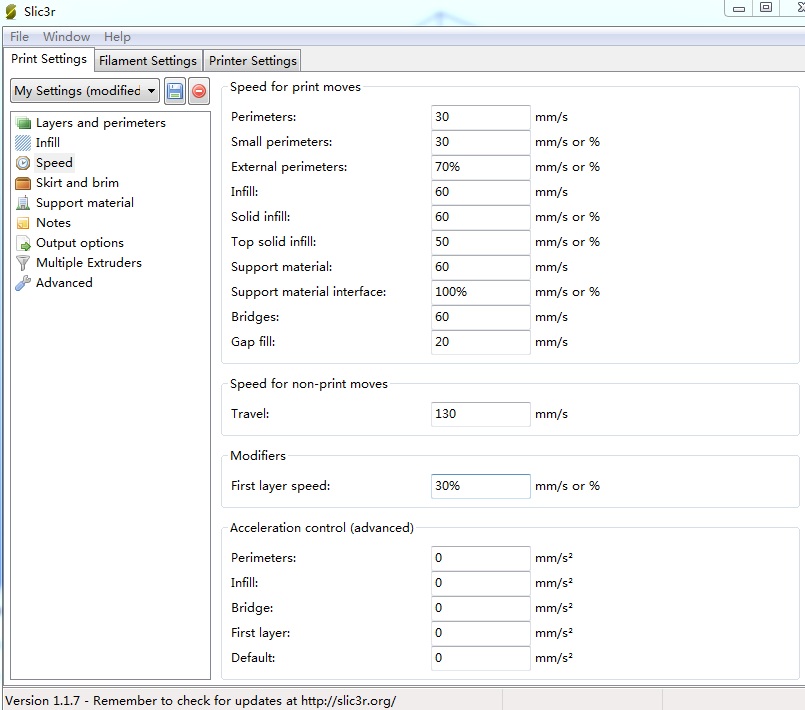 Slic3r
File Window Help
Print Settings Filament Settings Printer Settings
My Settings (modified
Layers and perimeters
Infill
Speed
Skirt and brim
Support material
Notes
Output options
Multiple Extruders
Advanced
Speed for print moves
Perimeters: 30 mm/s
Small perimeters: 30 mm/s or %
External perimeters: 70% mm/s or %
Infill: 60 mm/s
Solid infill: 60 mm/s or %
Top solid infill: 50 mm/s or %
Support material: 60 mm/s
Support material interface: 100% mm/s or %
Bridges: 60 mm/s
Gap fill: 20 mm/s
Speed for non-print moves
Travel: 130 mm/s
Modifiers
First layer speed: 30% mm/s or %
Acceleration control (advanced)
Perimeters: 0 mm/s²
Infill: 0 mm/s²
Bridge: 0 mm/s²
First layer: 0 mm/s²
Default: 0 mm/s²
Version 1.1.7 - Remember to check for updates at http://slic3r.org/